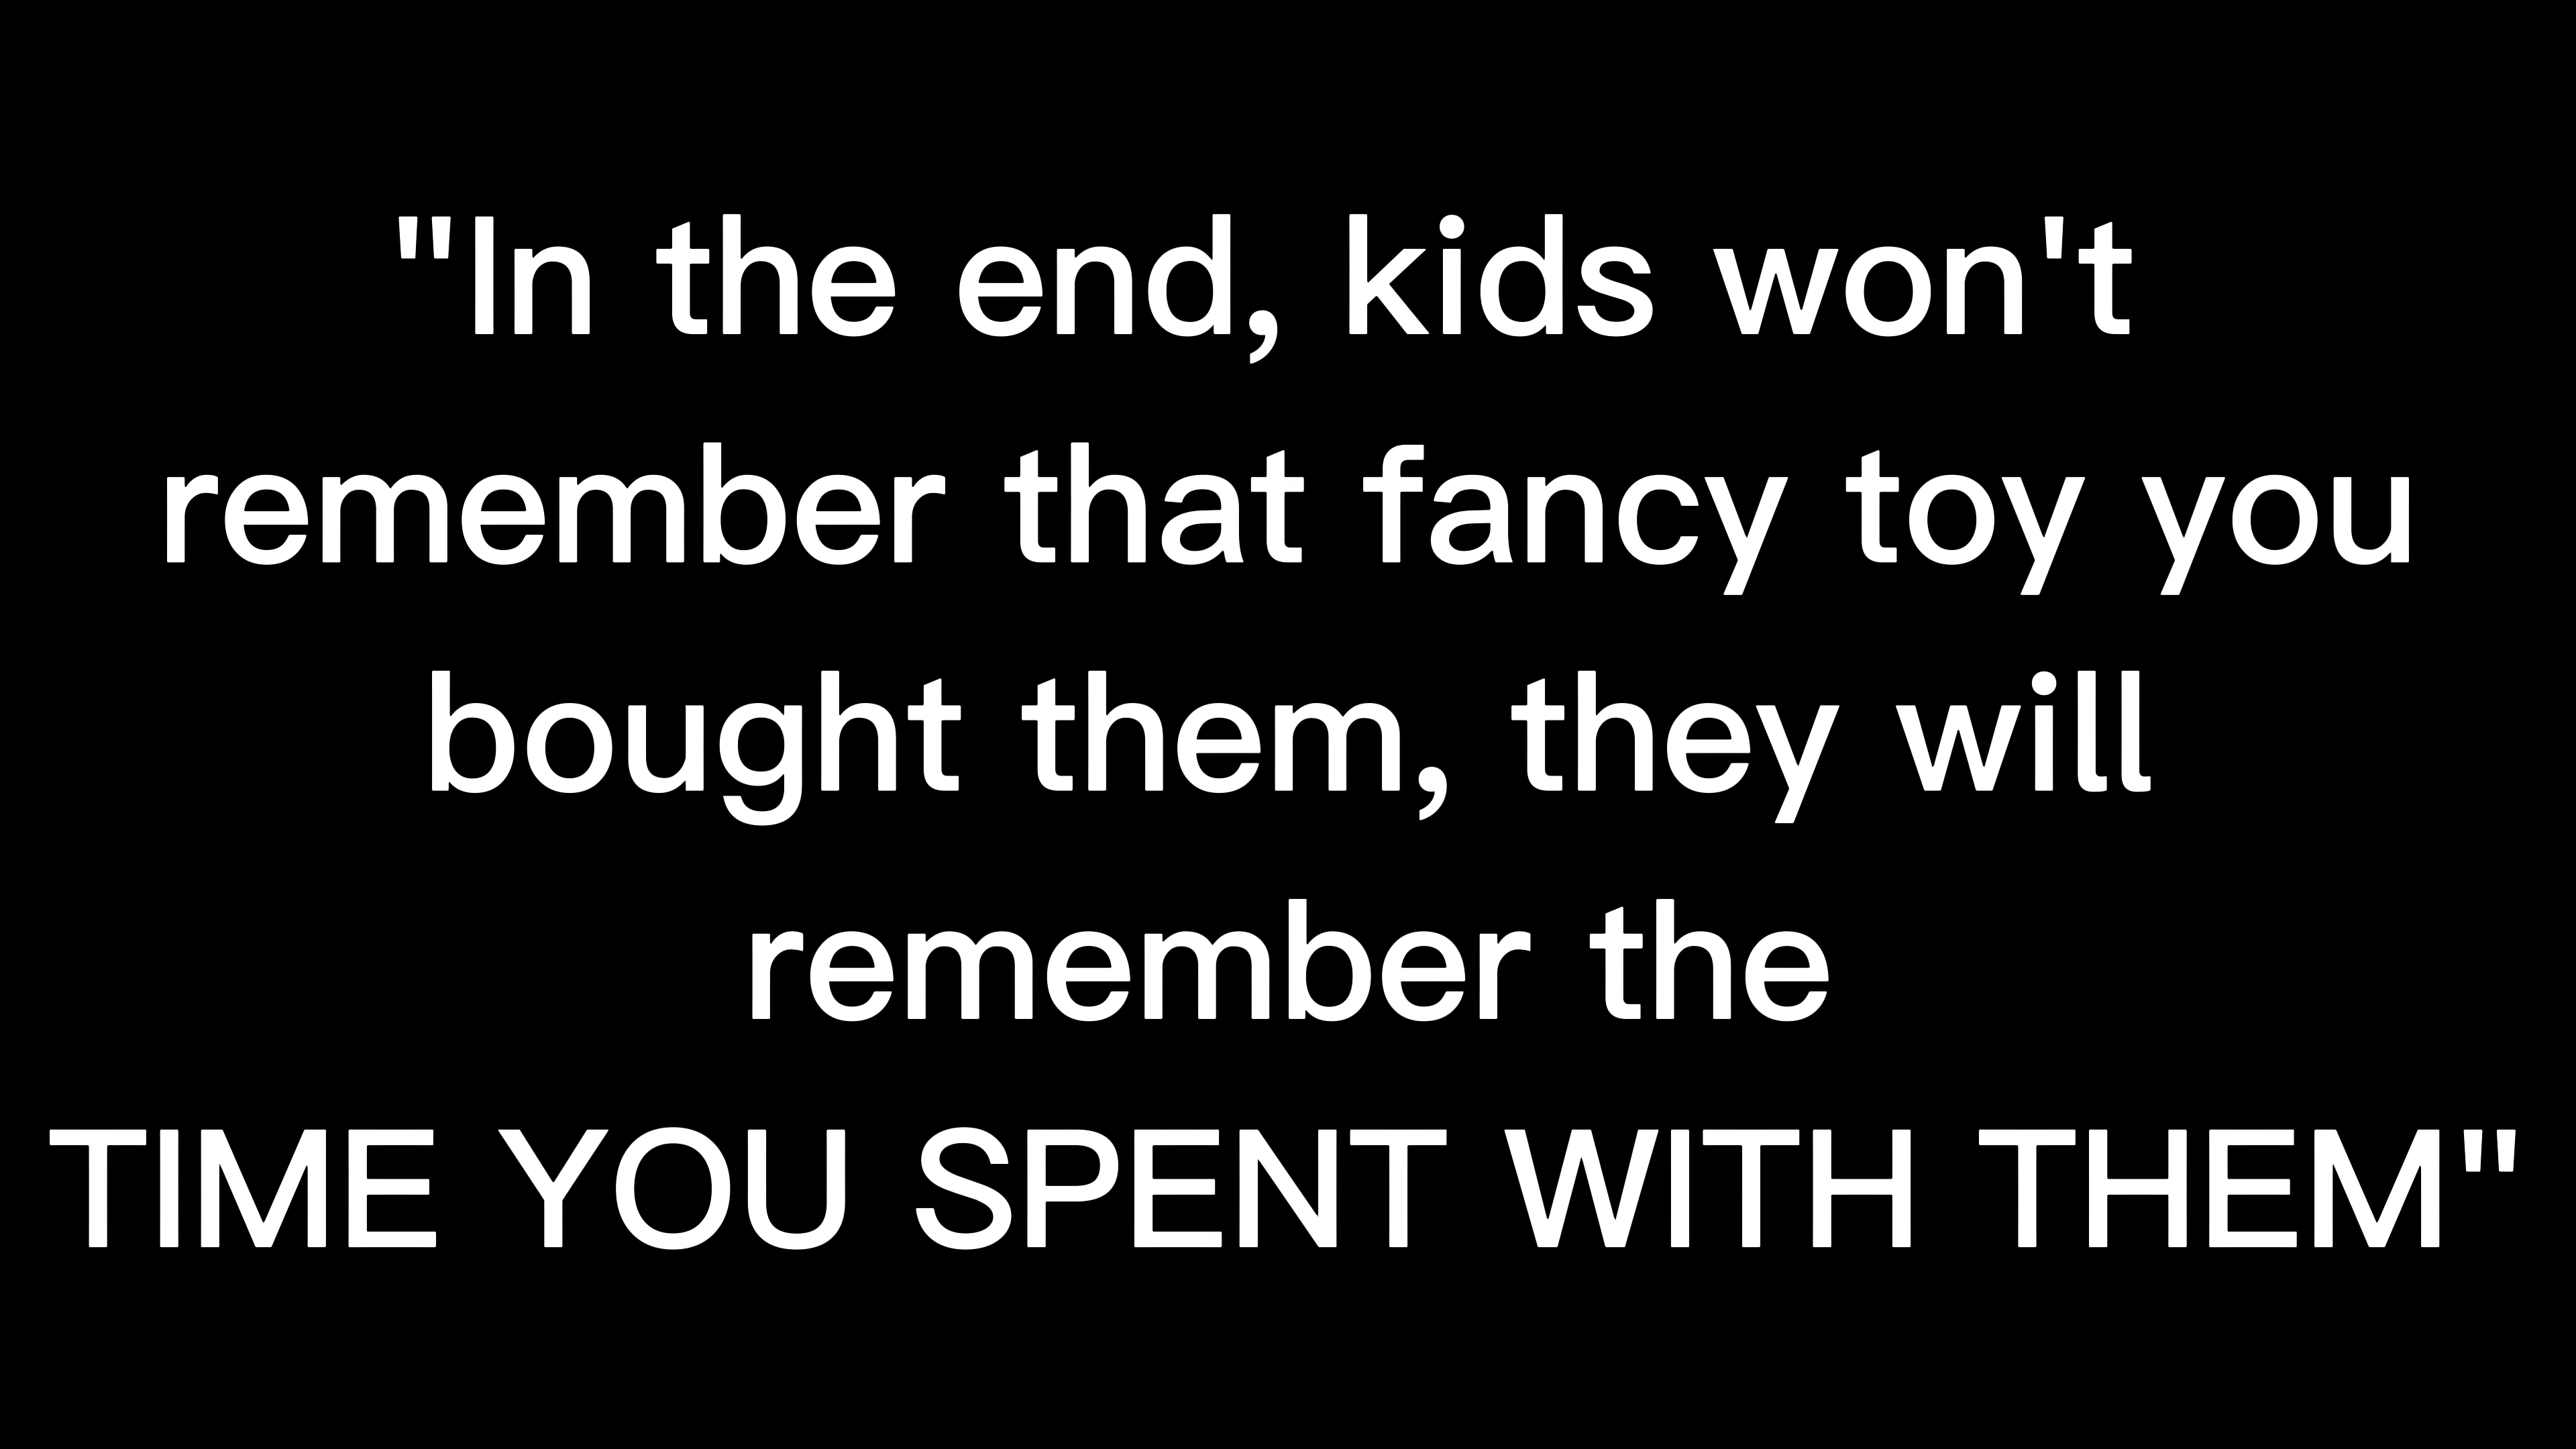 "In the end, kids won't
remember that fancy toy you
bought them, they will
remember the
TIME YOU SPENT WITH THEM"